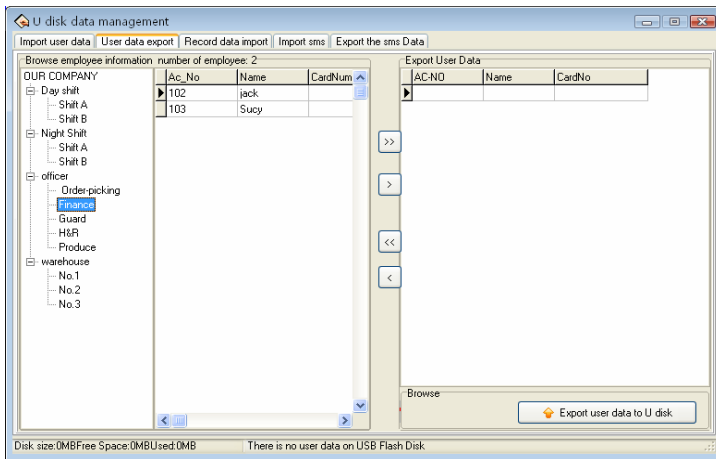 U disk data management
Import user data User data export Record data import Import sms Export the sms Data
Browse employee information number of employee: 2
Export User Data
OUR COMPANY
Day shift
Shift A
Shift B
Night Shift
Shift A
Shift B
officer
Order-picking
Finance
Guard
H&R
Produce
warehouse
No.1
No.2
No.3
Ac_No Name CardNum
102 jack
103 Sucy
>>
>
<<
<
AC-NO Name CardNo
Browse
Export user data to U disk
Disk size:0MBFree Space:0MBUsed:0MB There is no user data on USB Flash Disk